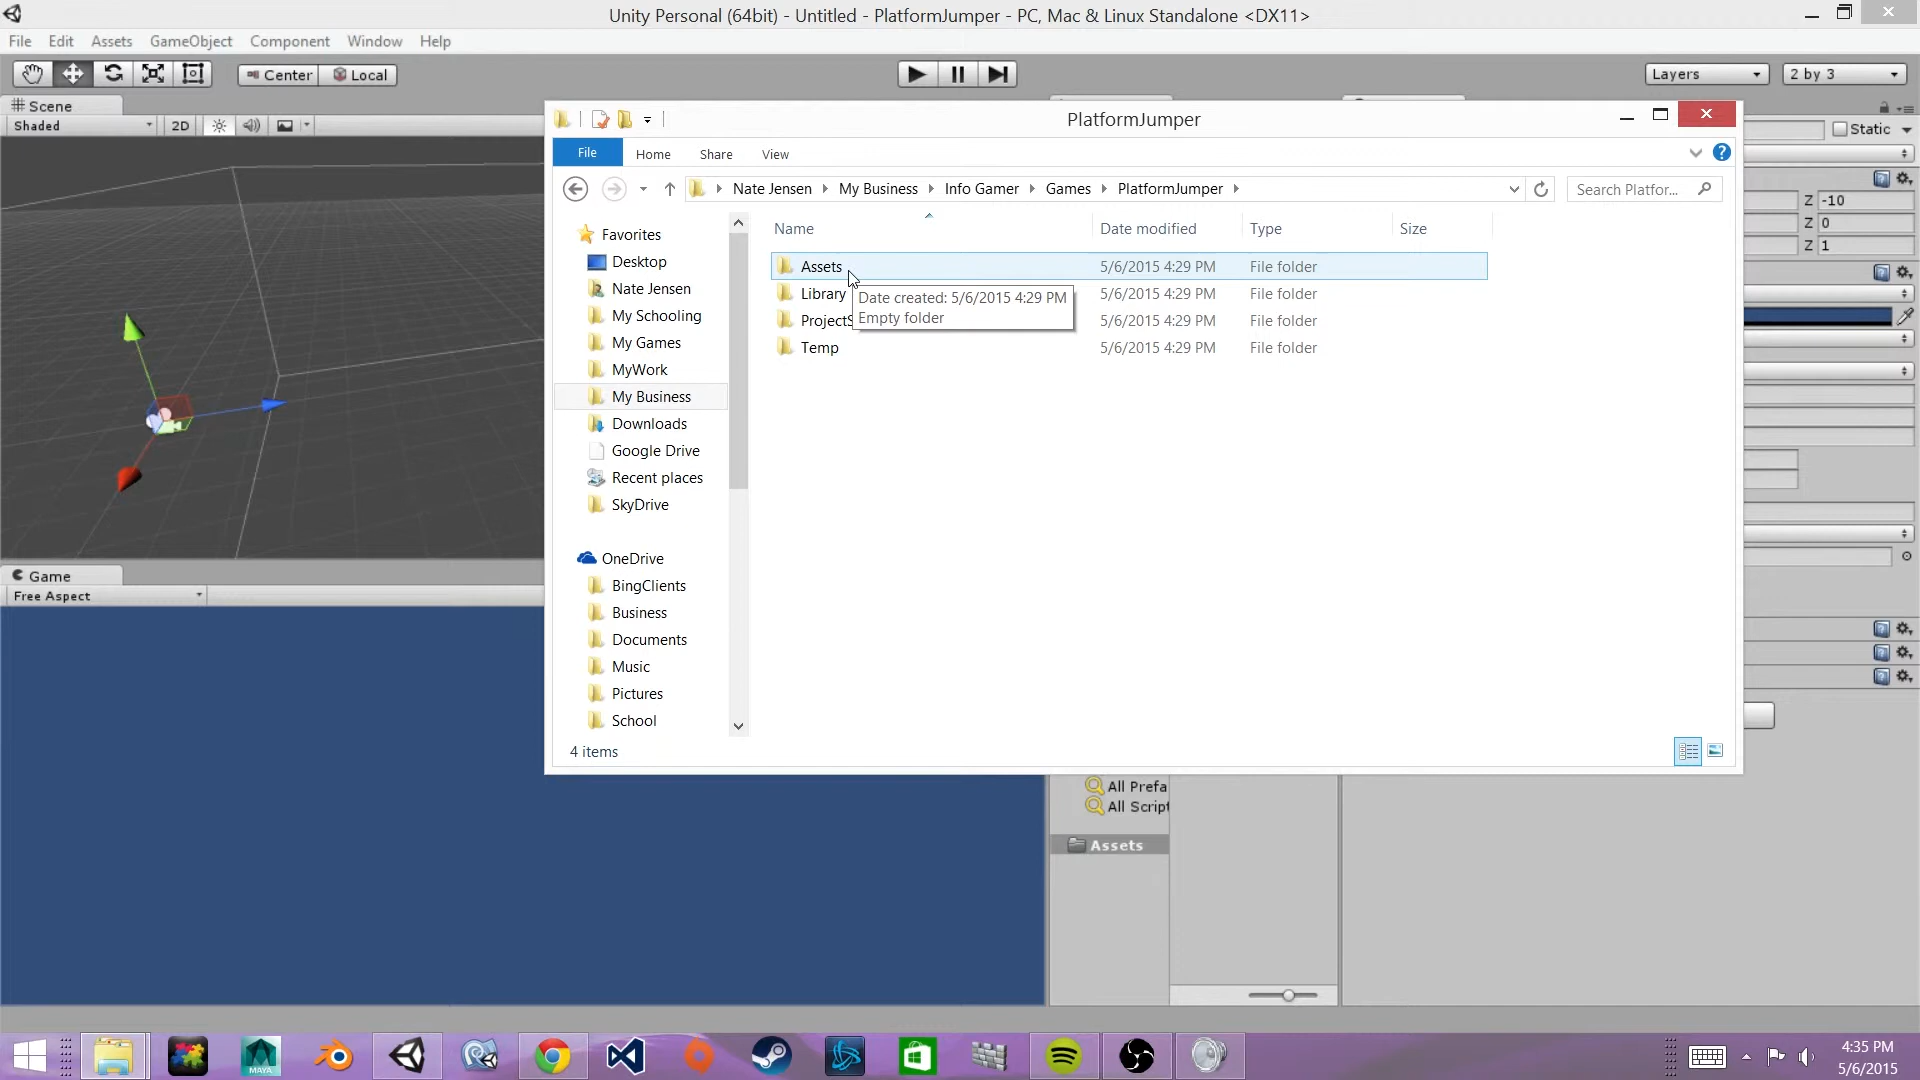 Unity Personal (64bit) - Untitled - PlatformJumper - PC, Mac & Linux Standalone <DX11>
File Edit Assets GameObject Component Window Help
Center Local Layers 2 by 3
Scene
Shaded 2D
PlatformJumper
File Home Share View
Nate Jensen My Business Info Gamer Games PlatformJumper
Search Platfor...
Name Date modified Type Size
Assets 5/6/2015 4:29 PM File folder
Library 5/6/2015 4:29 PM File folder
ProjectS 5/6/2015 4:29 PM File folder
Temp 5/6/2015 4:29 PM File folder
Date created: 5/6/2015 4:29 PM
Empty folder
Favorites
Desktop
Nate Jensen
My Schooling
My Games
MyWork
My Business
Downloads
Google Drive
Recent places
SkyDrive
OneDrive
BingClients
Business
Documents
Music
Pictures
School
4 items
Static
Z -10
Z 0
Z 1
Game
Free Aspect
All Prefa
All Script
Assets
MAYA
4:35 PM
5/6/2015